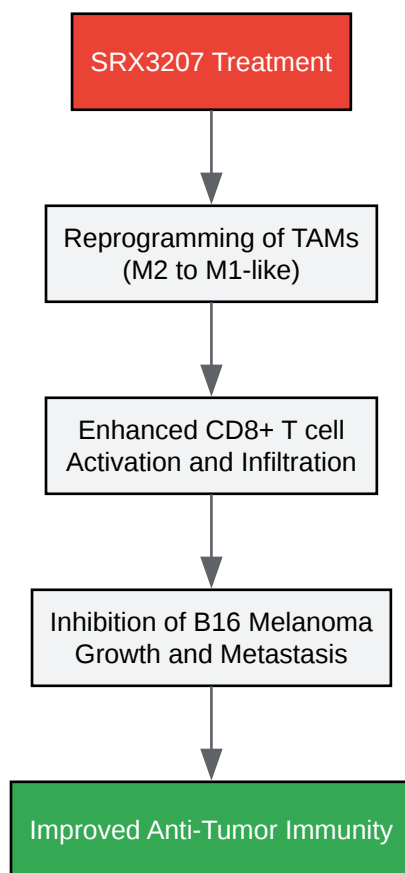 SRX3207 Treatment
Reprogramming of TAMs
(M2 to M1-like)
Enhanced CD8+ T cell
Activation and Infiltration
Inhibition of B16 Melanoma
Growth and Metastasis
Improved Anti-Tumor Immunity